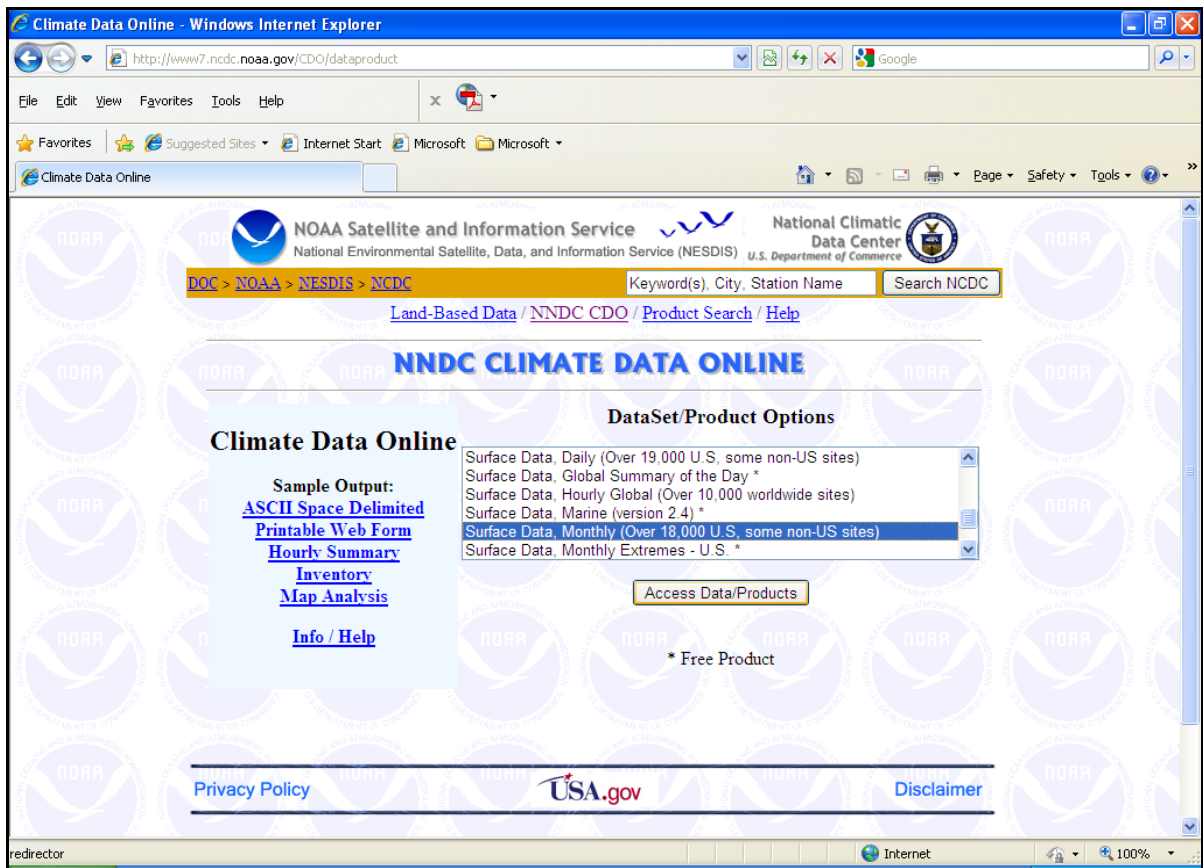 Climate Data Online - Windows Internet Explorer
http://www7.ncdc.noaa.gov/CDO/dataproduct
Google
File Edit View Favorites Tools Help
x
Favorites Suggested Sites Internet Start Microsoft Microsoft
Climate Data Online
Page Safety Tools »
NOAA Satellite and Information Service
National Environmental Satellite, Data, and Information Service (NESDIS)
National Climatic
Data Center
U.S. Department of Commerce
DOC > NOAA > NESDIS > NCDC
Keyword(s), City, Station Name
Search NCDC
Land-Based Data / NNDC CDO / Product Search / Help
NNDC CLIMATE DATA ONLINE
Climate Data Online
Sample Output:
ASCII Space Delimited
Printable Web Form
Hourly Summary
Inventory
Map Analysis
Info / Help
DataSet/Product Options
Surface Data, Daily (Over 19,000 U.S, some non-US sites)
Surface Data, Global Summary of the Day *
Surface Data, Hourly Global (Over 10,000 worldwide sites)
Surface Data, Marine (version 2.4) *
Surface Data, Monthly (Over 18,000 U.S, some non-US sites)
Surface Data, Monthly Extremes - U.S. *
Access Data/Products
* Free Product
Privacy Policy
USA.gov
Disclaimer
redirector
Internet
100%